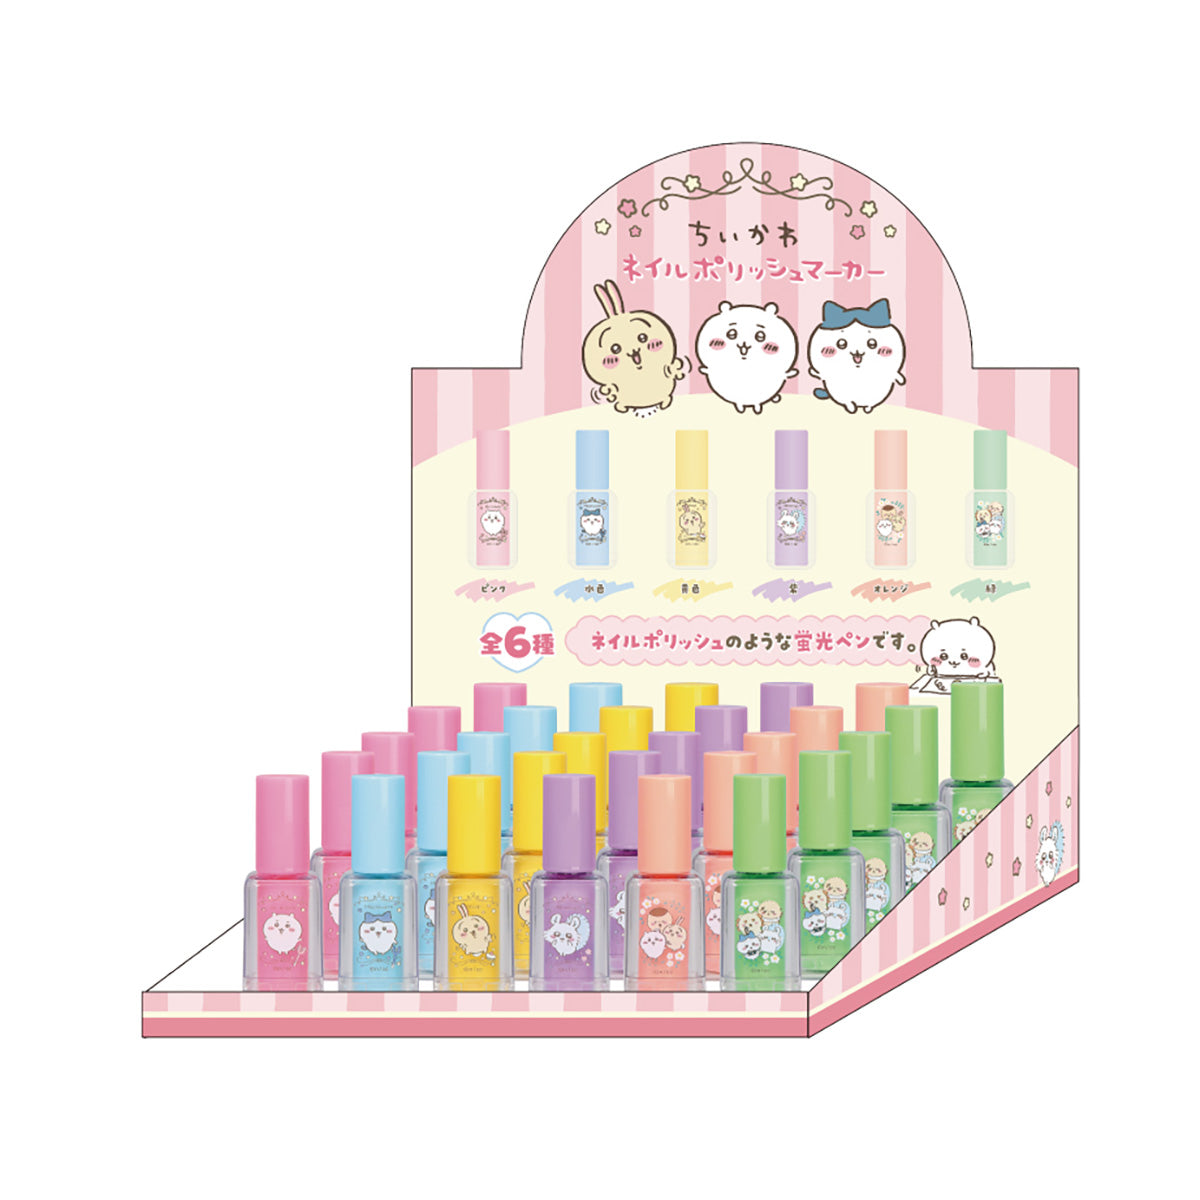 ちいかわ
ネイルポリッシュマーカー
ピンク
水色
黄色
紫
オレンジ
緑
全6種
ネイルポリッシュのような蛍光ペンです。